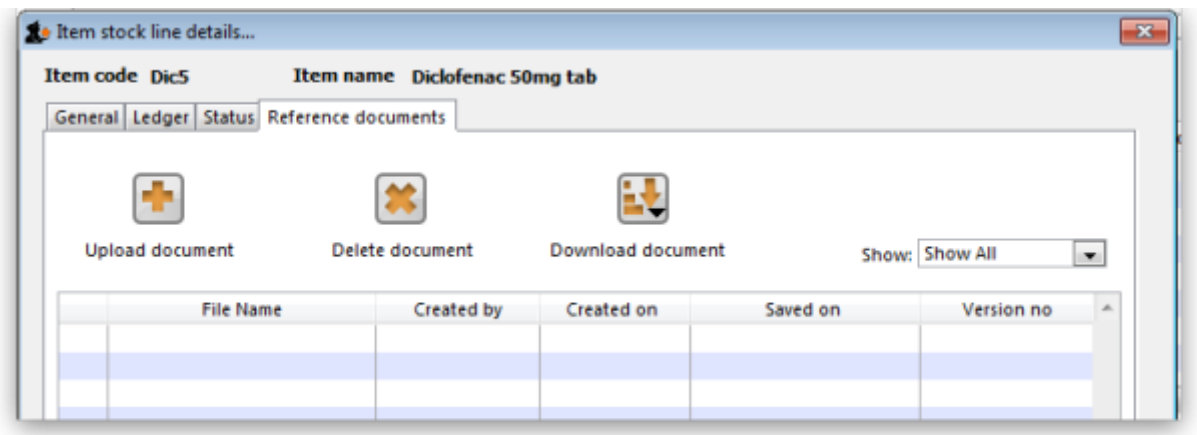 Item stock line details...
Item code Dic5 Item name Diclofenac 50mg tab
General Ledger Status Reference documents
Upload document Delete document Download document Show: Show All
File Name Created by Created on Saved on Version no